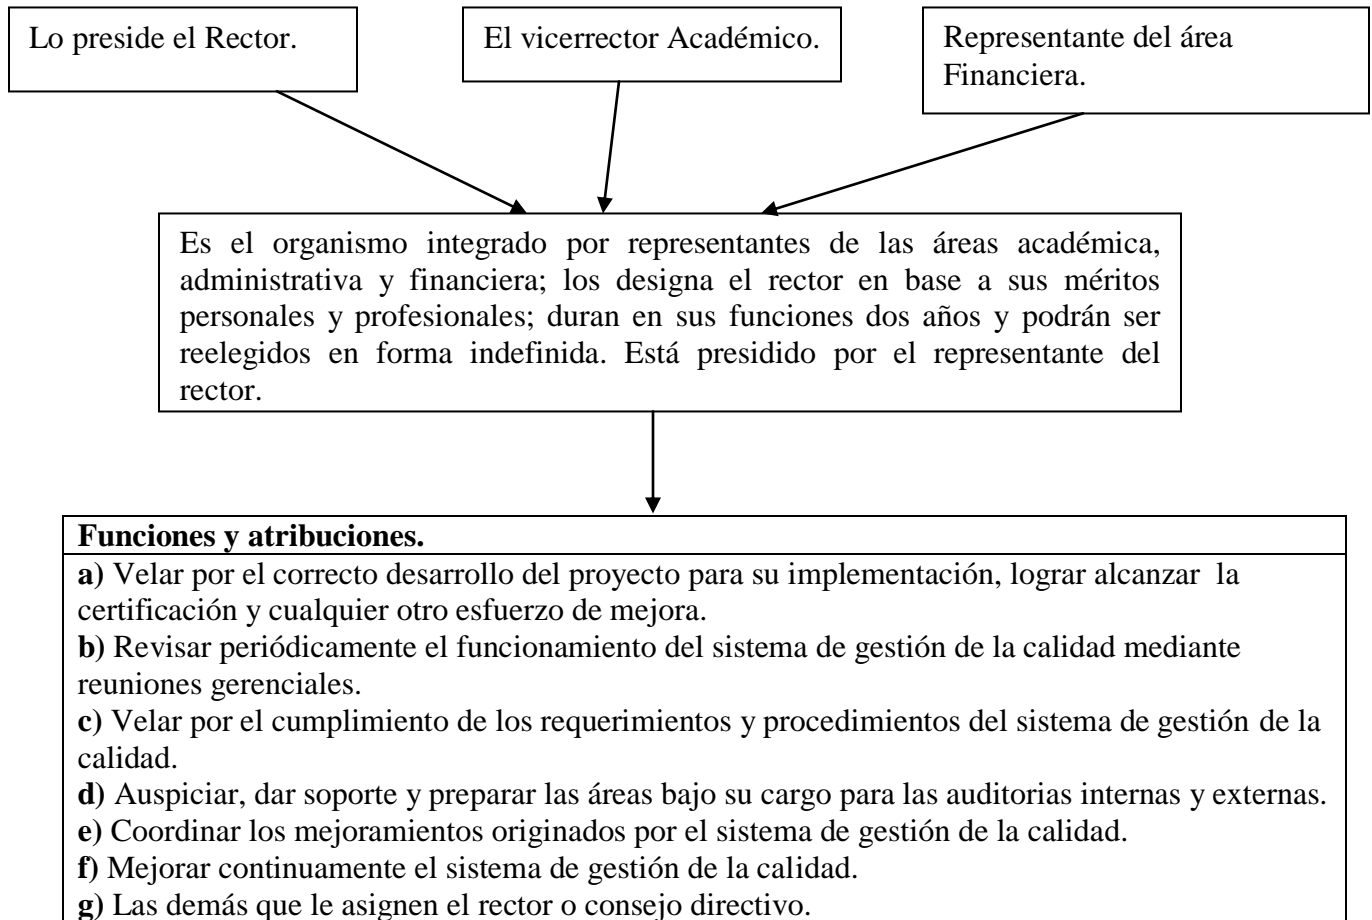 Lo preside el Rector.
El vicerrector Académico.
Representante del área
Financiera.
Es el organismo integrado por representantes de las áreas académica,
administrativa y financiera; los designa el rector en base a sus méritos
personales y profesionales; duran en sus funciones dos años y podrán ser
reelegidos en forma indefinida. Está presidido por el representante del
rector.
Funciones y atribuciones.
a) Velar por el correcto desarrollo del proyecto para su implementación, lograr alcanzar  la
certificación y cualquier otro esfuerzo de mejora.
b) Revisar periódicamente el funcionamiento del sistema de gestión de la calidad mediante
reuniones gerenciales.
c) Velar por el cumplimiento de los requerimientos y procedimientos del sistema de gestión de la
calidad.
d) Auspiciar, dar soporte y preparar las áreas bajo su cargo para las auditorias internas y externas.
e) Coordinar los mejoramientos originados por el sistema de gestión de la calidad.
f) Mejorar continuamente el sistema de gestión de la calidad.
g) Las demás que le asignen el rector o consejo directivo.